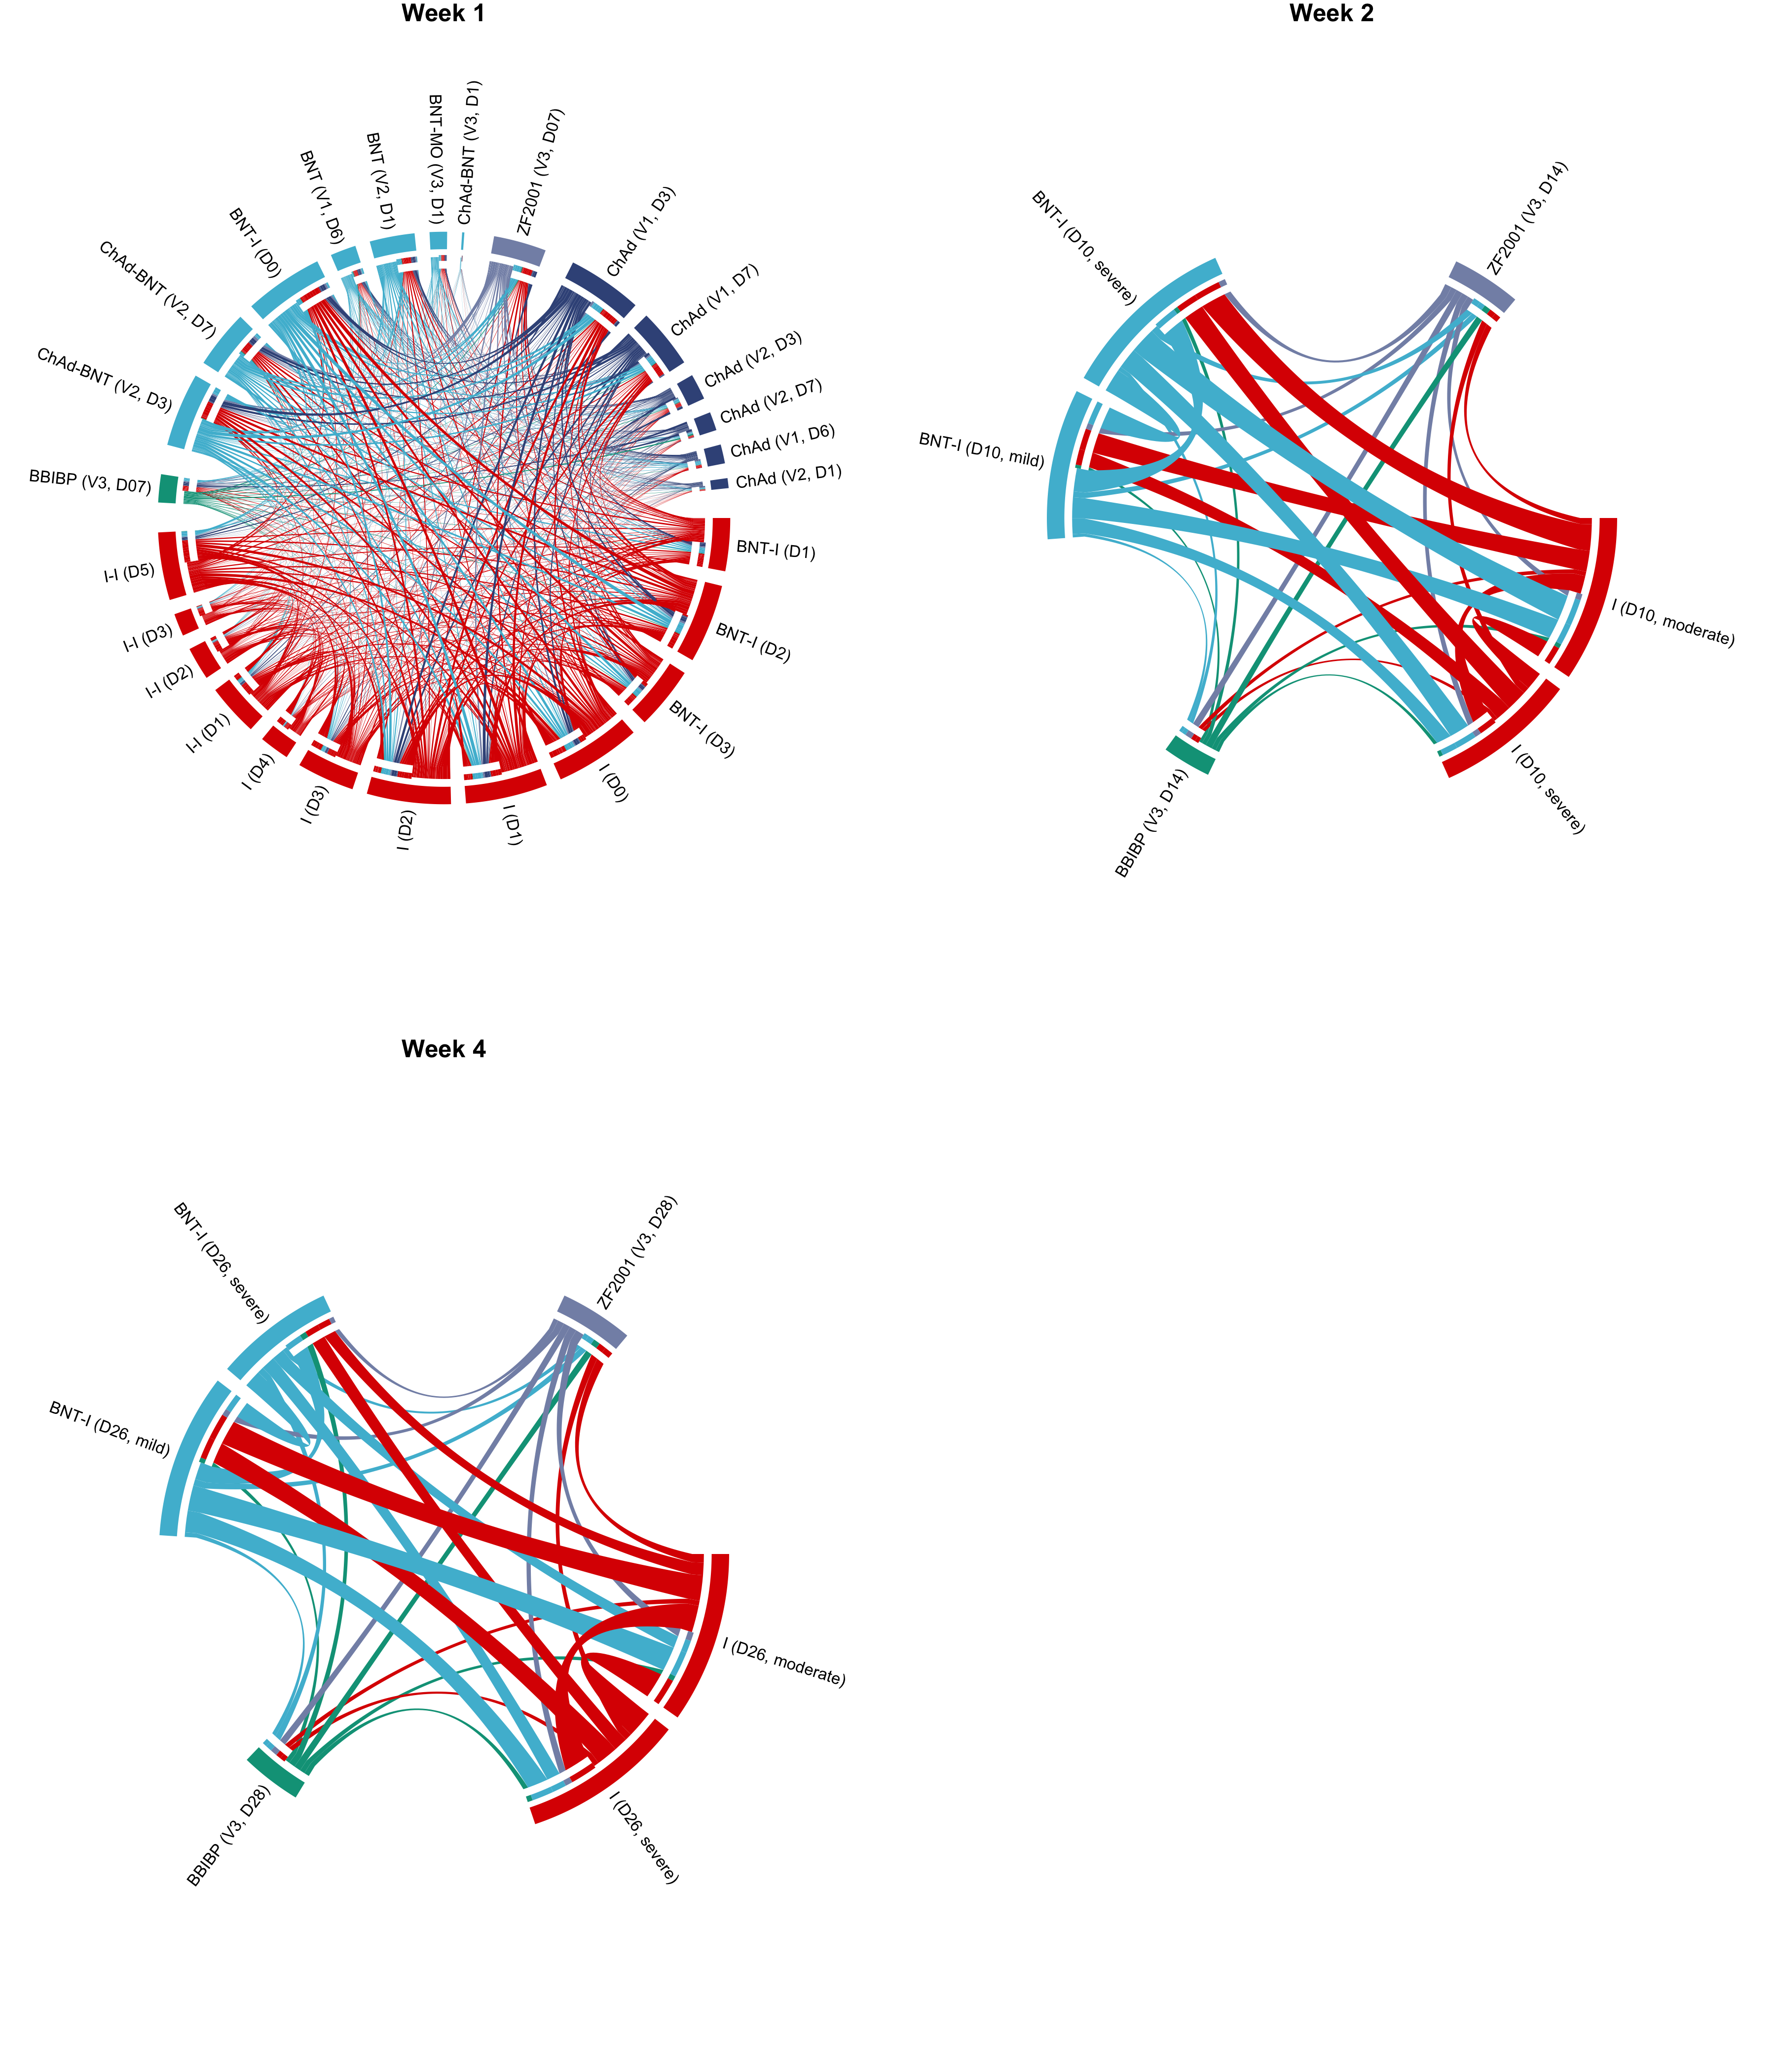 Week 1
BNT-MO (V3, D1)
ChAd-BNT (V3, D1)
ZF2001 (V3, D07)
ChAd (V1, D3)
ChAd (V1, D7)
ChAd (V2, D3)
ChAd (V2, D7)
ChAd (V1, D6)
ChAd (V2, D1)
BNT-I (D1)
BNT-I (D2)
BNT-I (D3)
I (D0)
I (D1)
I (D2)
I (D3)
I (D4)
I-I (D1)
I-I (D2)
I-I (D3)
I-I (D5)
BBIBP (V3, D07)
ChAd-BNT (V2, D3)
ChAd-BNT (V2, D7)
BNT-I (D0)
BNT (V1, D6)
BNT (V2, D1)
Week 2
ZF2001 (V3, D14)
I (D10, moderate)
I (D10, severe)
BBIBP (V3, D14)
BNT-I (D10, mild)
BNT-I (D10, severe)
Week 4
ZF2001 (V3, D28)
I (D26, moderate)
I (D26, severe)
BBIBP (V3, D28)
BNT-I (D26, mild)
BNT-I (D26, severe)